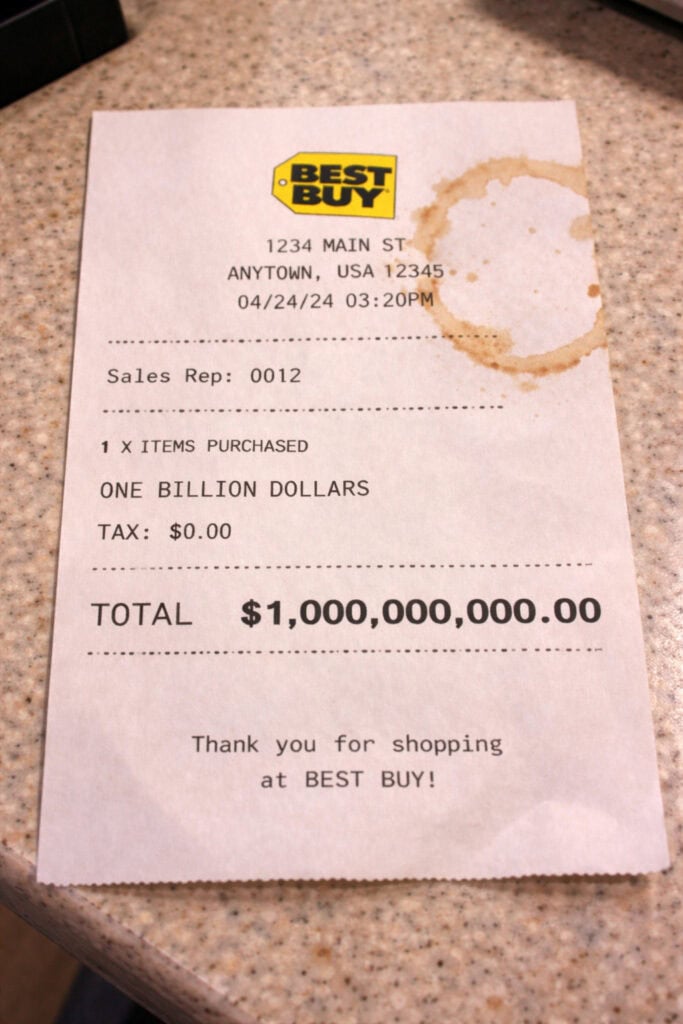 BEST
BUY
1234 MAIN ST
ANYTOWN, USA 12345
04/24/24 03:20PM
Sales Rep: 0012
1 X ITEMS PURCHASED
ONE BILLION DOLLARS
TAX: $0.00
TOTAL $1,000,000,000.00
Thank you for shopping
at BEST BUY!